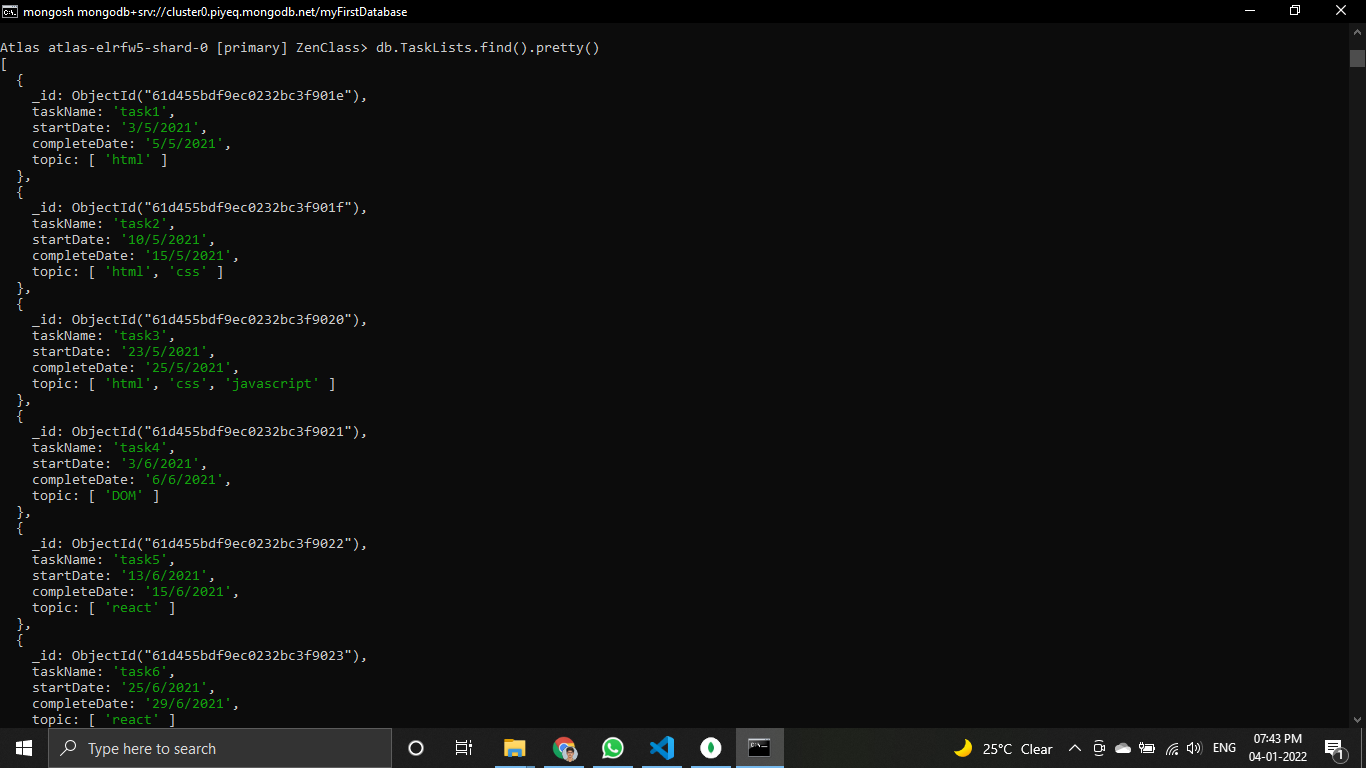 mongosh mongodb+srv://cluster0.piyeq.mongodb.net/myFirstDatabase
Atlas atlas-elrfw5-shard-0 [primary] ZenClass> db.TaskLists.find().pretty()
[
  {
    _id: ObjectId("61d455bdf9ec0232bc3f901e"),
    taskName: 'task1',
    startDate: '3/5/2021',
    completeDate: '5/5/2021',
    topic: [ 'html' ]
  },
  {
    _id: ObjectId("61d455bdf9ec0232bc3f901f"),
    taskName: 'task2',
    startDate: '10/5/2021',
    completeDate: '15/5/2021',
    topic: [ 'html', 'css' ]
  },
  {
    _id: ObjectId("61d455bdf9ec0232bc3f9020"),
    taskName: 'task3',
    startDate: '23/5/2021',
    completeDate: '25/5/2021',
    topic: [ 'html', 'css', 'javascript' ]
  },
  {
    _id: ObjectId("61d455bdf9ec0232bc3f9021"),
    taskName: 'task4',
    startDate: '3/6/2021',
    completeDate: '6/6/2021',
    topic: [ 'DOM' ]
  },
  {
    _id: ObjectId("61d455bdf9ec0232bc3f9022"),
    taskName: 'task5',
    startDate: '13/6/2021',
    completeDate: '15/6/2021',
    topic: [ 'react' ]
  },
  {
    _id: ObjectId("61d455bdf9ec0232bc3f9023"),
    taskName: 'task6',
    startDate: '25/6/2021',
    completeDate: '29/6/2021',
    topic: [ 'react' ]
Type here to search
25°C Clear
ENG
07:43 PM
04-01-2022
1